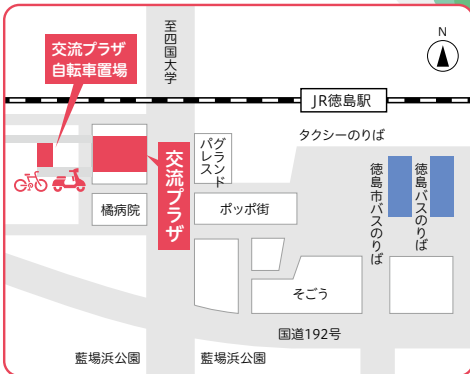 至四国大学
N
交流プラザ
自転車置場
JR徳島駅
タクシーのりば
グランド
パレス
交流プラザ
徳島市バスのりば
徳島バスのりば
橘病院
ポッポ街
そごう
国道192号
藍場浜公園
藍場浜公園